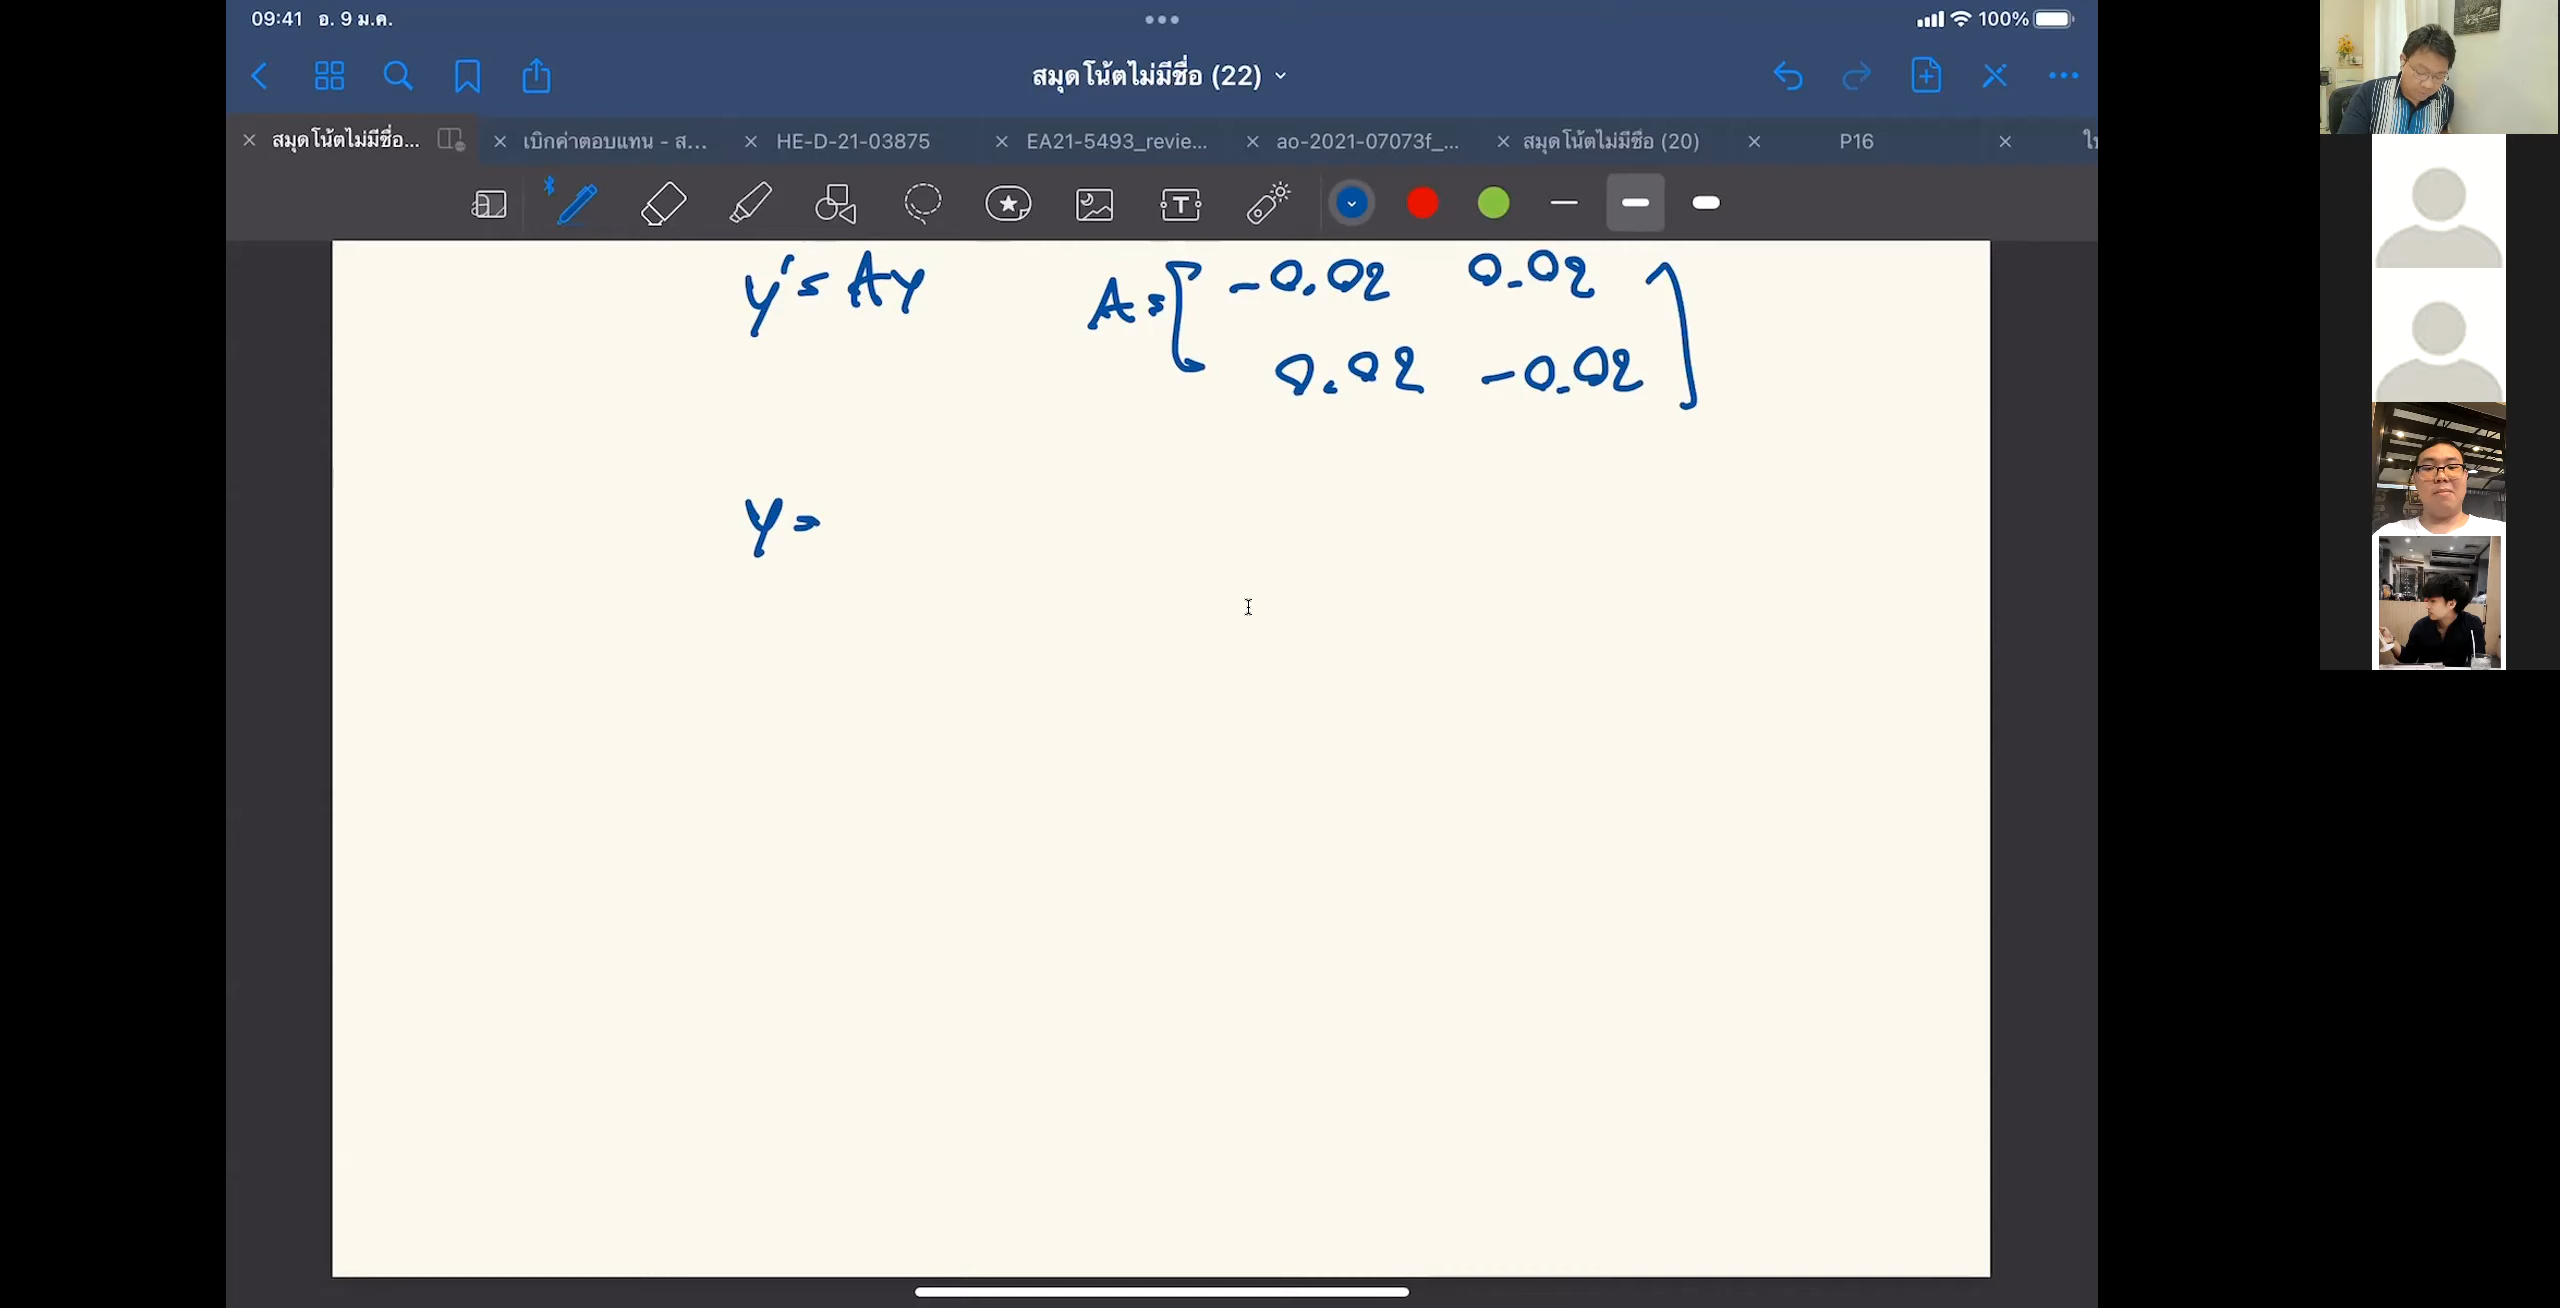 09:41 อ. 9 ม.ค. 100%
สมุดโน้ตไม่มีชื่อ (22)
สมุดโน้ตไม่มีชื่อ... เบิกค่าตอบแทน - ส... HE-D-21-03875 EA21-5493_revie... ao-2021-07073f_... สมุดโน้ตไม่มีชื่อ (20) P16
y' = Ay A = [ -0.02 0.02
0.02 -0.02 ]
y =